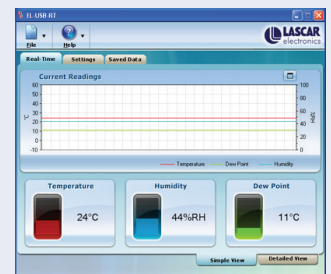 EL-USB-RT
File
Help
LASCAR
electronics
Real-Time
Settings
Saved Data
Current Readings
60
50
40
30
20
10
0
-10
°C
100
80
60
40
20
0
%RH
Temperature
Dew Point
Humidity
Temperature
Humidity
Dew Point
24°C
44%RH
11°C
Simple View
Detailed View